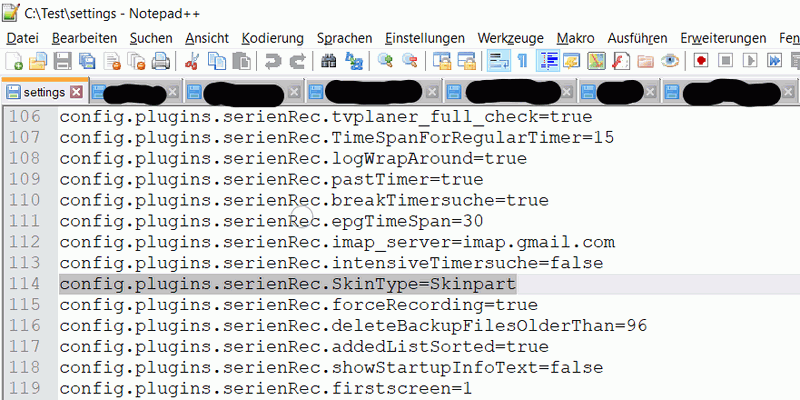 C:\Test\settings - Notepad++
Datei Bearbeiten Suchen Ansicht Kodierung Sprachen Einstellungen Werkzeuge Makro Ausführen Erweiterungen Fen
settings
106 config.plugins.serienRec.tvplaner_full_check=true
107 config.plugins.serienRec.TimeSpanForRegularTimer=15
108 config.plugins.serienRec.logWrapAround=true
109 config.plugins.serienRec.pastTimer=true
110 config.plugins.serienRec.breakTimersuche=true
111 config.plugins.serienRec.epgTimeSpan=30
112 config.plugins.serienRec.imap_server=imap.gmail.com
113 config.plugins.serienRec.intensiveTimersuche=false
114 config.plugins.serienRec.SkinType=Skinpart
115 config.plugins.serienRec.forceRecording=true
116 config.plugins.serienRec.deleteBackupFilesOlderThan=96
117 config.plugins.serienRec.addedListSorted=true
118 config.plugins.serienRec.showStartupInfoText=false
119 config.plugins.serienRec.firstscreen=1